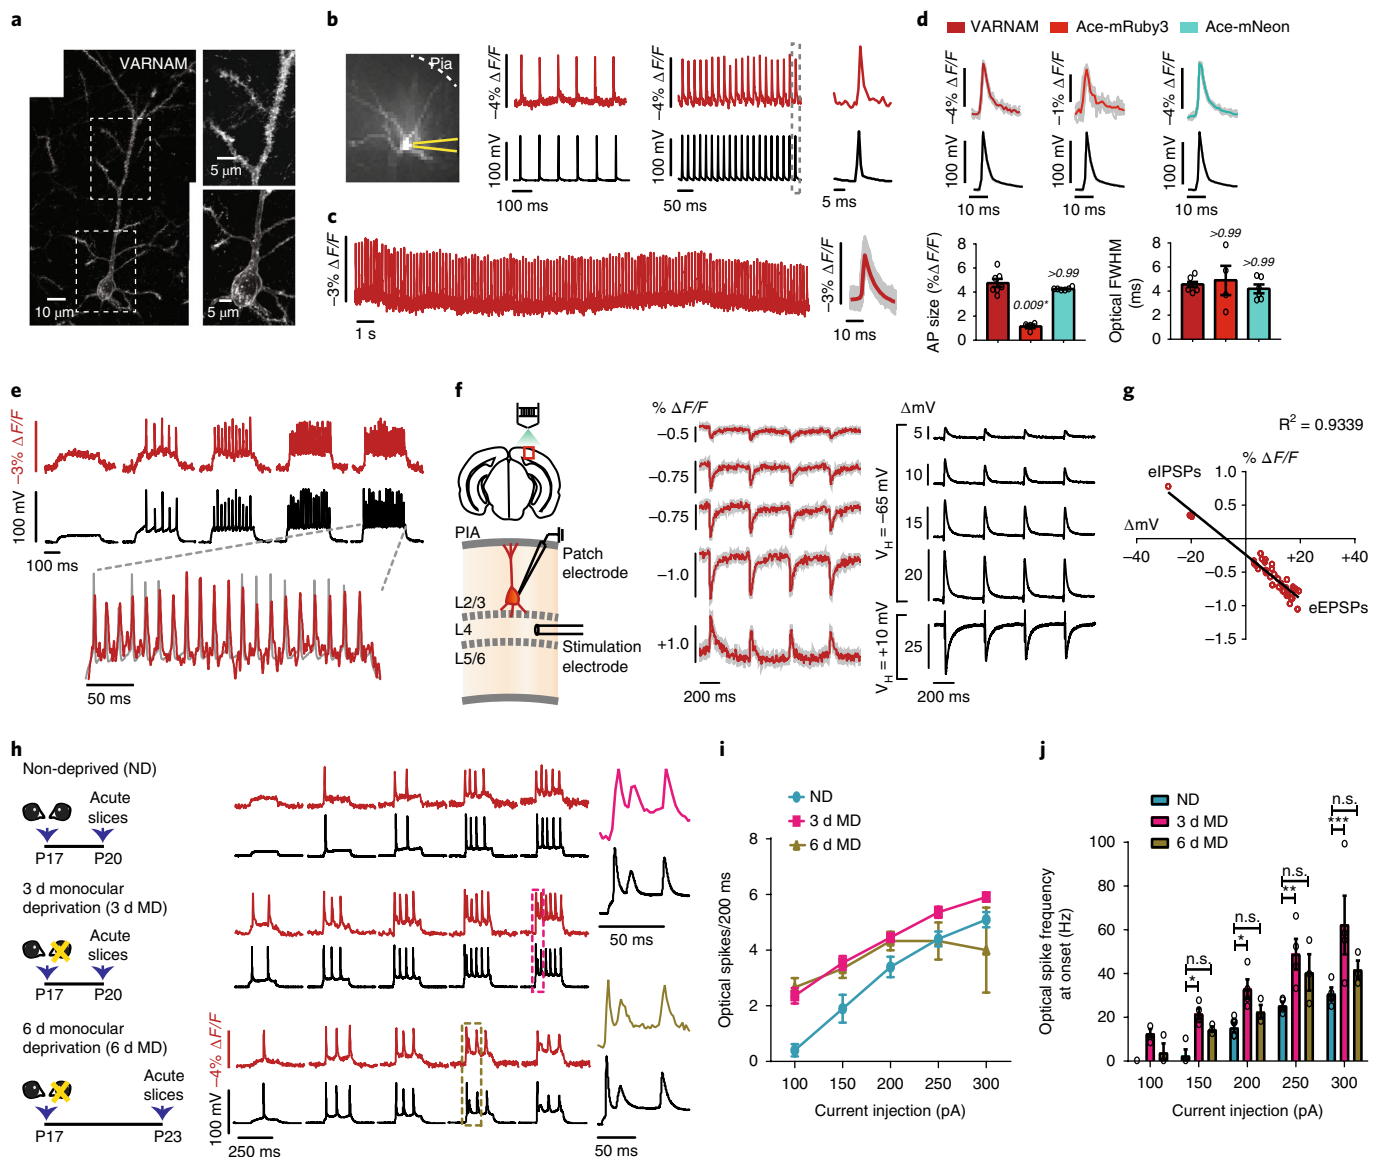 a
VARNAM
10 µm
5 µm
5 µm
b
Pia
–4% ΔF/F
100 mV
100 ms
–4% ΔF/F
100 mV
50 ms
5 ms
c
–3% ΔF/F
1 s
–3% ΔF/F
10 ms
d
VARNAM
Ace-mRuby3
Ace-mNeon
–4% ΔF/F
–1% ΔF/F
–4% ΔF/F
100 mV
100 mV
100 mV
10 ms
10 ms
10 ms
AP size (%ΔF/F)
8
6
4
2
0
0.009*
>0.99
Optical FWHM
(ms)
8
6
4
2
0
>0.99
>0.99
e
–3% ΔF/F
100 mV
100 ms
50 ms
f
PIA
Patch
electrode
L2/3
L4
L5/6
Stimulation
electrode
% ΔF/F
–0.5
–0.75
–0.75
–1.0
+1.0
200 ms
ΔmV
5
10
15
20
25
VH = –65 mV
VH = +10 mV
200 ms
g
R2 = 0.9339
% ΔF/F
eIPSPs
1.0
0.5
ΔmV
–40
–20
+20
+40
–0.5
–1.0
–1.5
eEPSPs
h
Non-deprived (ND)
Acute
slices
P17
P20
3 d monocular
deprivation (3 d MD)
Acute
slices
P17
P20
6 d monocular
deprivation (6 d MD)
Acute
slices
P17
P23
–4% ΔF/F
100 mV
250 ms
50 ms
50 ms
i
ND
3 d MD
6 d MD
Optical spikes/200 ms
8
6
4
2
0
100
150
200
250
300
Current injection (pA)
j
ND
3 d MD
6 d MD
Optical spike frequency
at onset (Hz)
100
80
60
40
20
0
n.s.
*
n.s.
*
n.s.
**
n.s.
***
100
150
200
250
300
Current injection (pA)